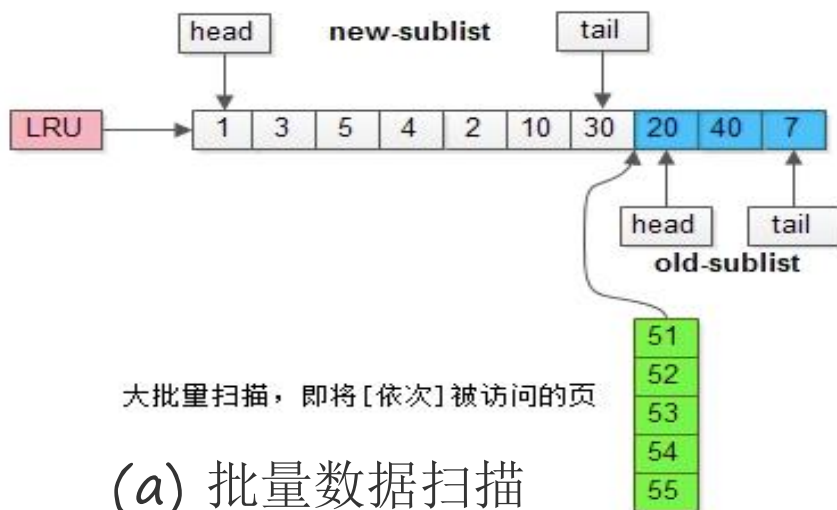 head new-sublist tail
LRU 1 3 5 4 2 10 30 20 40 7
head tail
old-sublist
51
52
大批量扫描，即将[依次]被访问的页
53
54
55
(a) 批量数据扫描